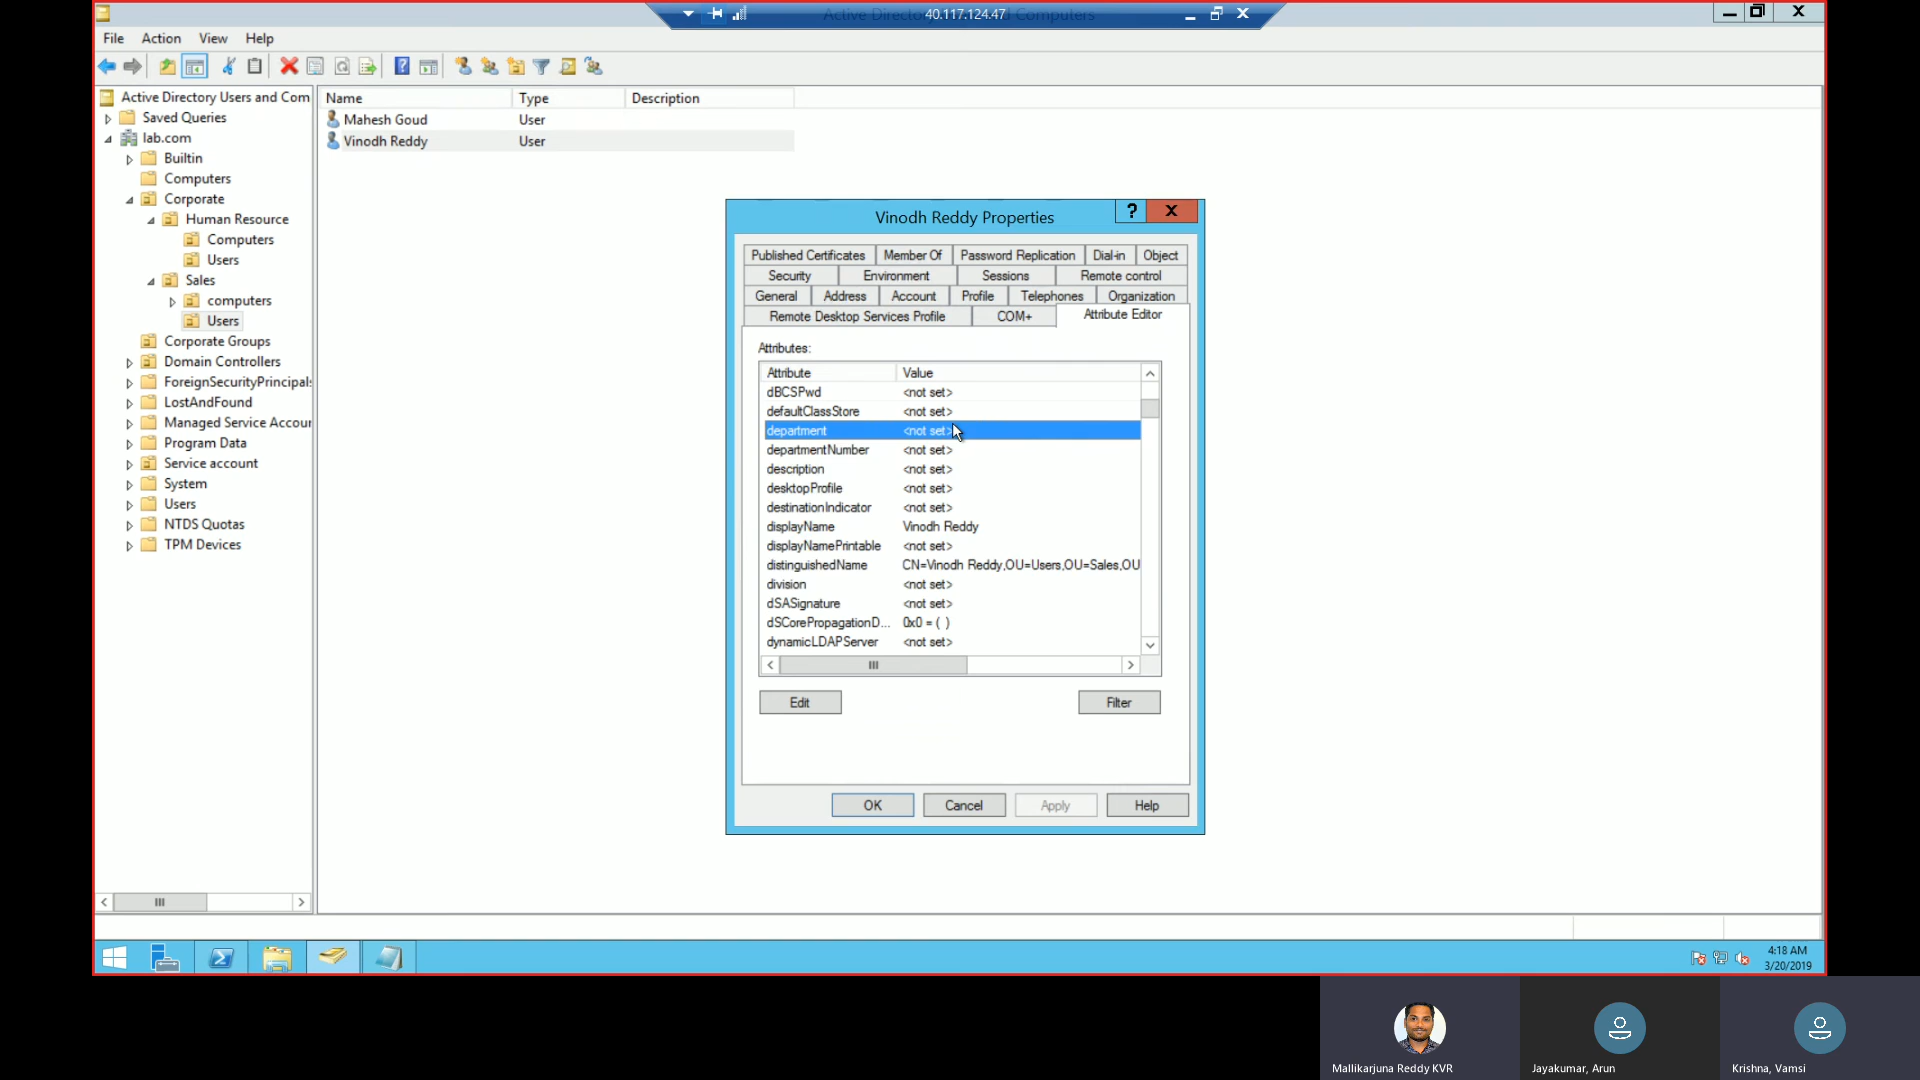 Active Directory Users and Computers
40.117.124.47
File Action View Help
Active Directory Users and Com
Saved Queries
lab.com
Builtin
Computers
Corporate
Human Resource
Computers
Users
Sales
computers
Users
Corporate Groups
Domain Controllers
ForeignSecurityPrincipals
LostAndFound
Managed Service Accour
Program Data
Service account
System
Users
NTDS Quotas
TPM Devices
Name Type Description
Mahesh Goud User
Vinodh Reddy User
Vinodh Reddy Properties
? X
Published Certificates Member Of Password Replication Dial-in Object
Security Environment Sessions Remote control
General Address Account Profile Telephones Organization
Remote Desktop Services Profile COM+ Attribute Editor
Attributes:
Attribute Value
dBCSPwd <not set>
defaultClassStore <not set>
department <not set>
departmentNumber <not set>
description <not set>
desktopProfile <not set>
destinationIndicator <not set>
displayName Vinodh Reddy
displayNamePrintable <not set>
distinguishedName CN=Vinodh Reddy,OU=Users,OU=Sales,OU
division <not set>
dSASignature <not set>
dSCorePropagationD... 0x0 = ( )
dynamicLDAPServer <not set>
Edit Filter
OK Cancel Apply Help
4:18 AM
3/20/2019
Mallikarjuna Reddy KVR
Jayakumar, Arun
Krishna, Vamsi